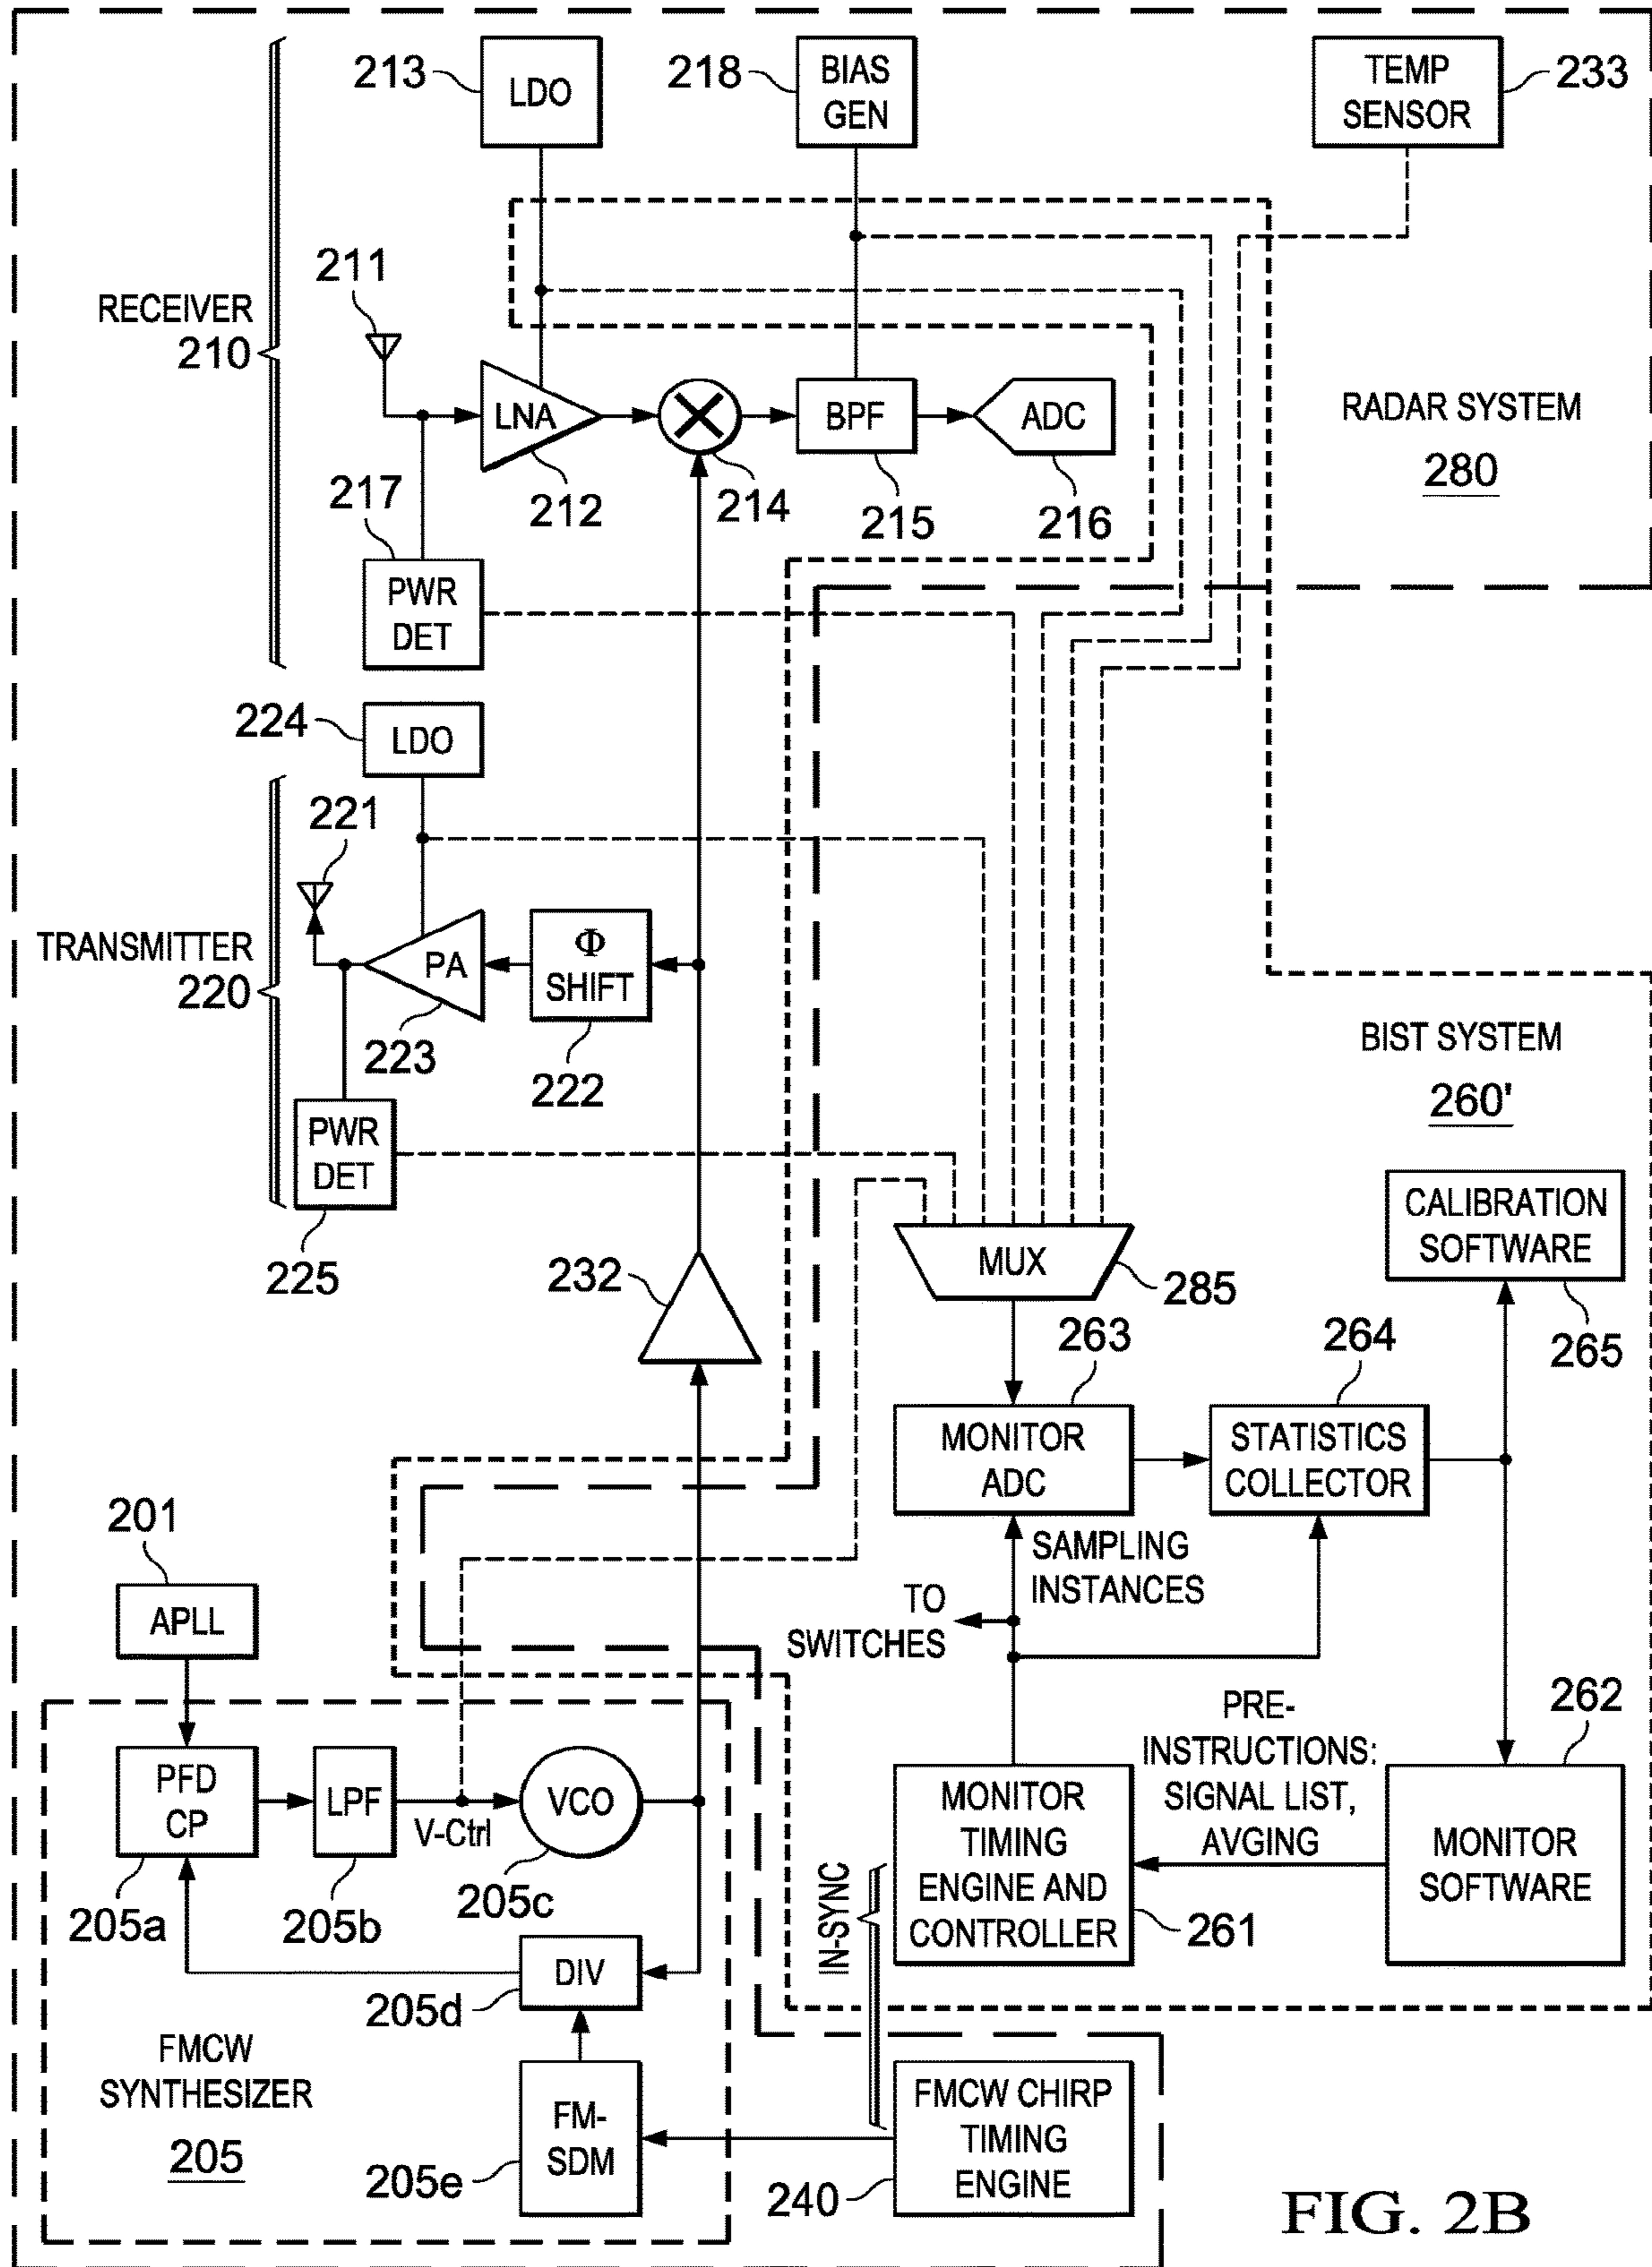 213
LDO
218
BIAS
GEN
TEMP
SENSOR
233
211
RECEIVER
210
LNA
212
214
BPF
215
ADC
216
RADAR SYSTEM
280
217
PWR
DET
224
LDO
221
TRANSMITTER
220
PA
223
Φ
SHIFT
222
PWR
DET
225
BIST SYSTEM
260'
CALIBRATION
SOFTWARE
265
MUX
285
232
263
MONITOR
ADC
264
STATISTICS
COLLECTOR
SAMPLING
INSTANCES
TO
SWITCHES
201
APLL
PFD
CP
205a
LPF
205b
V-Ctrl
VCO
205c
DIV
205d
FM-
SDM
205e
FMCW
SYNTHESIZER
205
PRE-
INSTRUCTIONS:
SIGNAL LIST,
AVGING
262
MONITOR
SOFTWARE
MONITOR
TIMING
ENGINE AND
CONTROLLER
261
IN-SYNC
FMCW CHIRP
TIMING
ENGINE
240
FIG. 2B